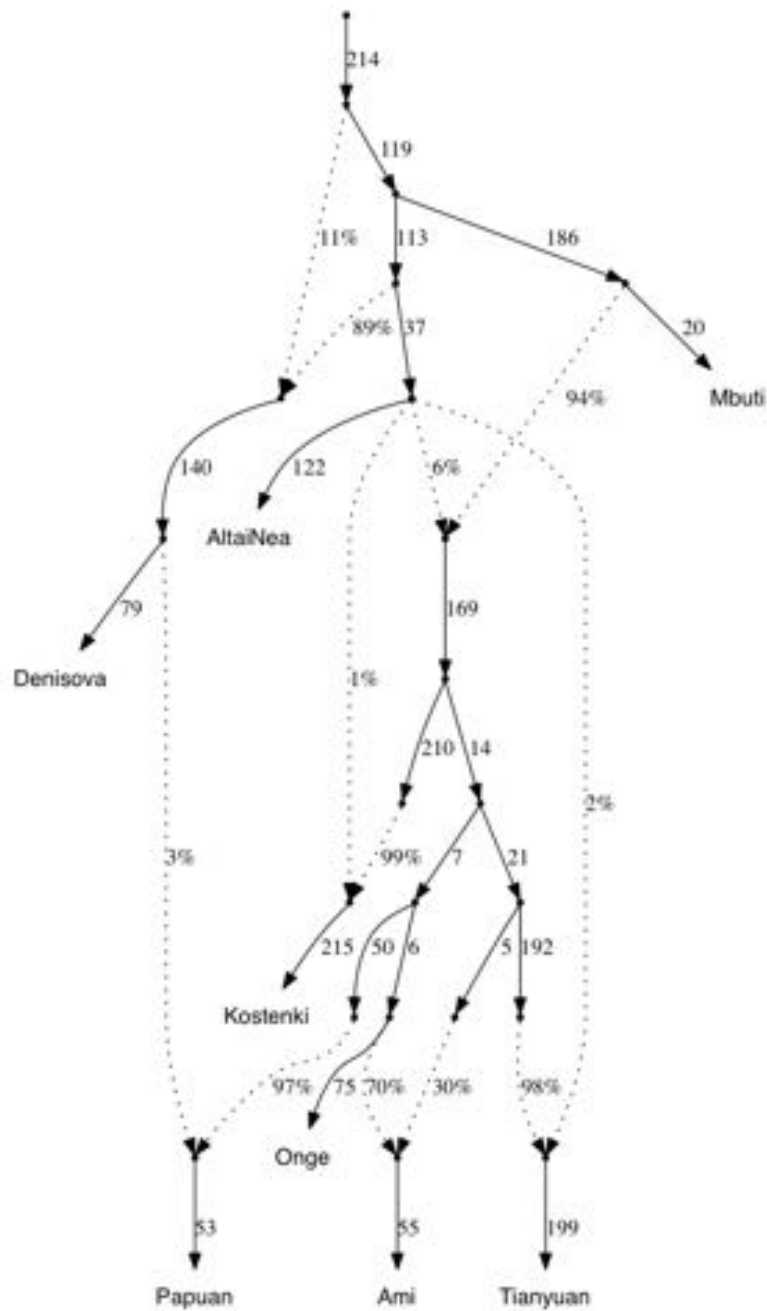 214
119
11% 113 186
89% 37 20
Mbuti
94%
140 122 6%
AltaiNea
79 169
Denisova
1%
210 14
2%
3% 99% 7 21
215 50 6 5 192
Kostenki
97% 75 70% 30% 98%
Onge
53 55 199
Papuan Ami Tianyuan